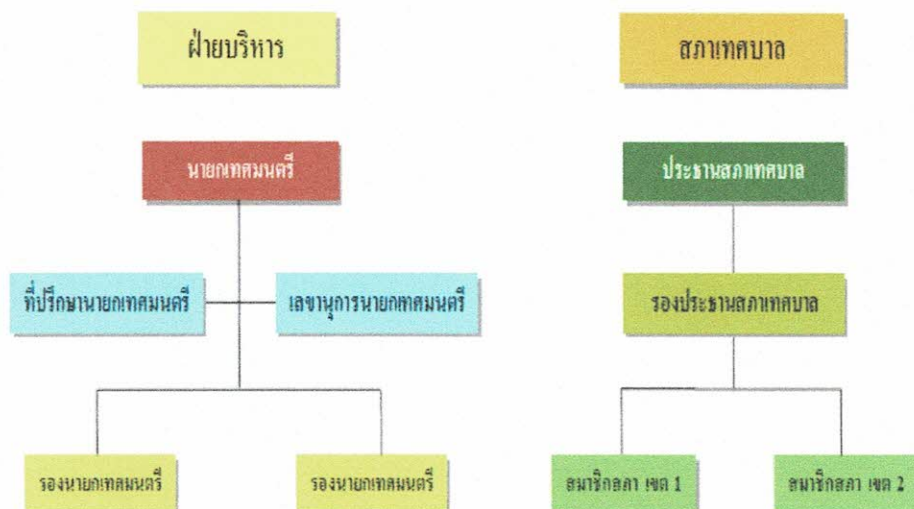 ฝ่ายบริหาร
สภาเทศบาล
นายกเทศมนตรี
ประธานสภาเทศบาล
ที่ปรึกษานายกเทศมนตรี
เลขานุการนายกเทศมนตรี
รองประธานสภาเทศบาล
รองนายกเทศมนตรี
รองนายกเทศมนตรี
สมาชิกสภา เขต 1
สมาชิกสภา เขต 2